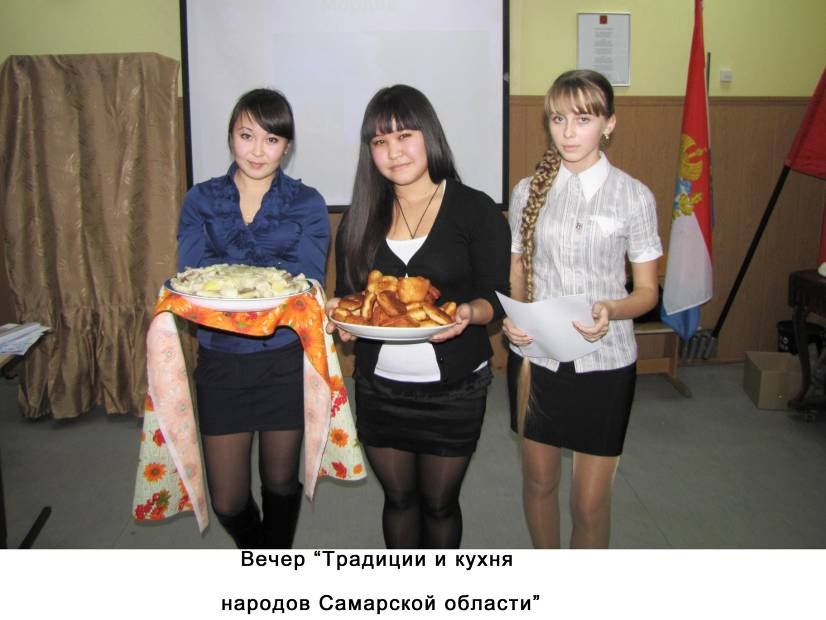 Вечер “Традиции и кухня
народов Самарской области”